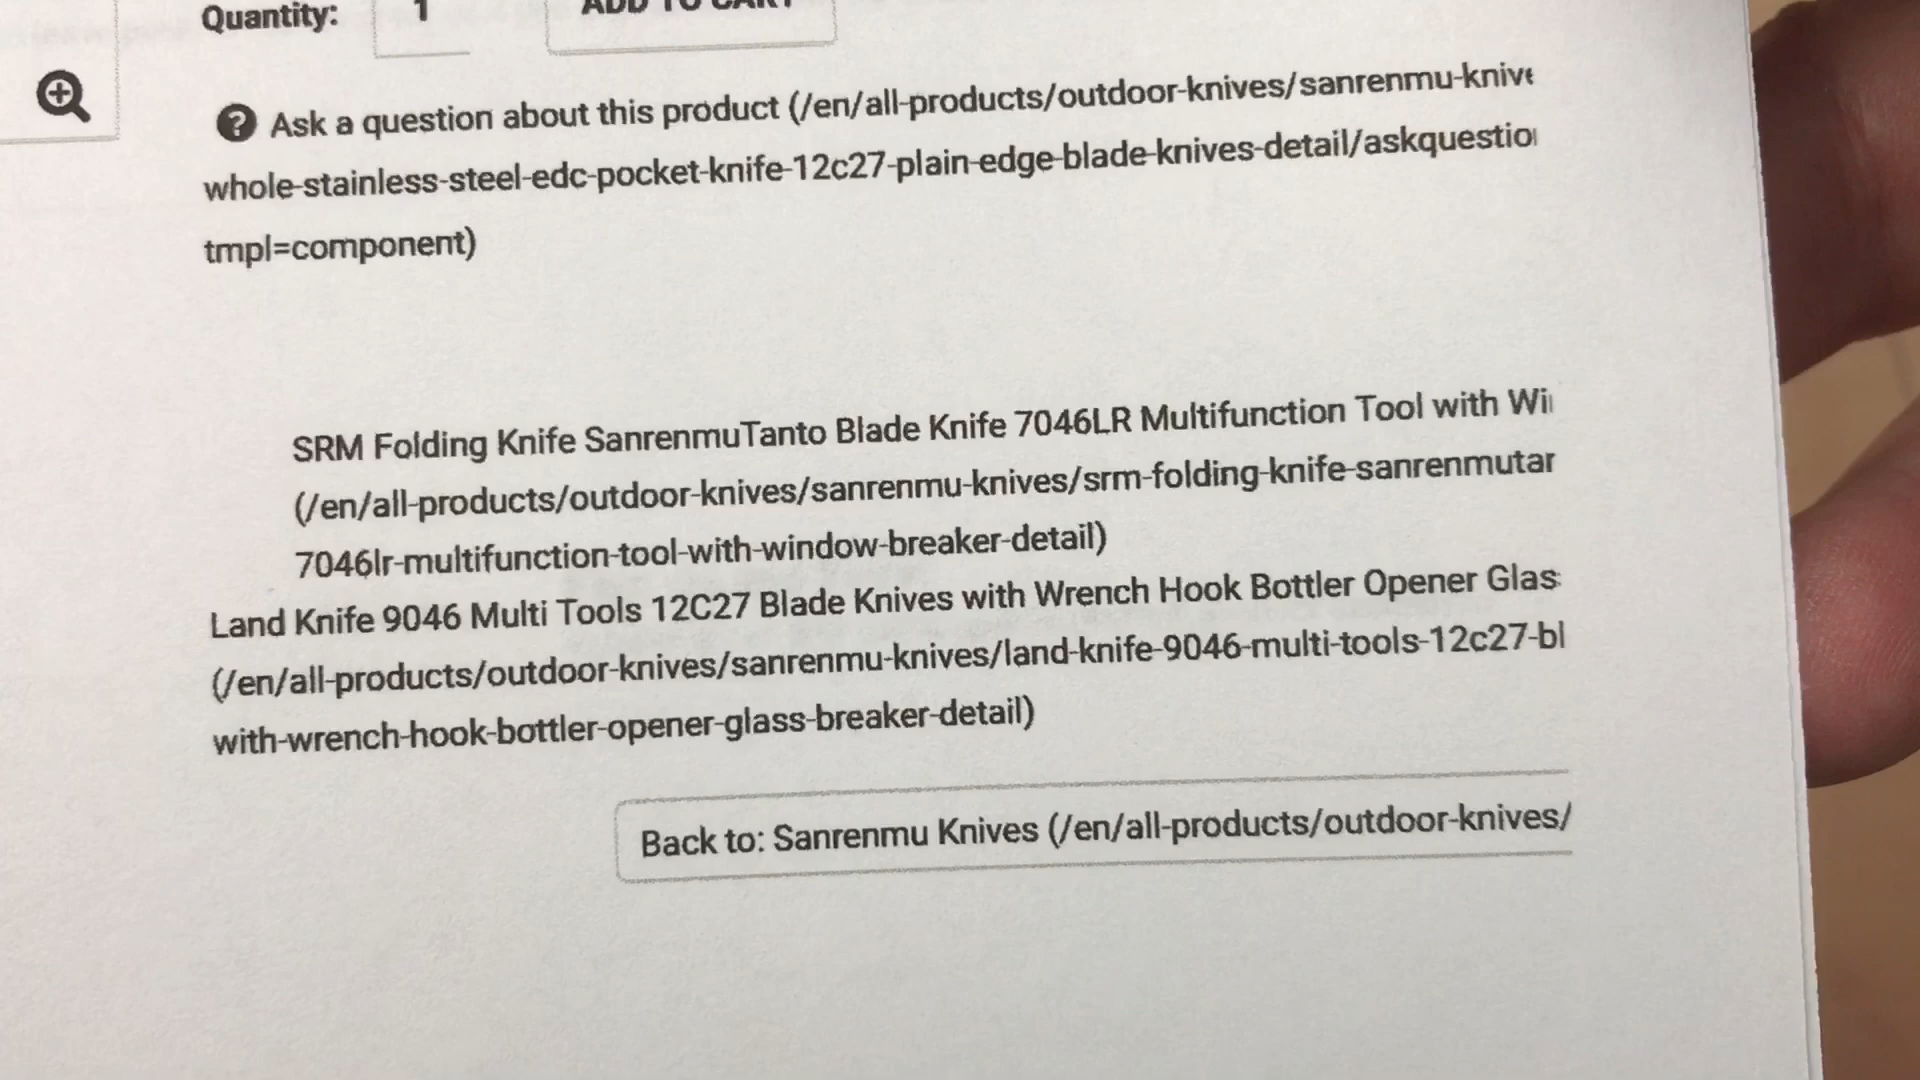 Quantity: 1 ADD TO CART
Ask a question about this product (/en/all-products/outdoor-knives/sanrenmu-knive
whole-stainless-steel-edc-pocket-knife-12c27-plain-edge-blade-knives-detail/askquestio
tmpl=component)
SRM Folding Knife SanrenmuTanto Blade Knife 7046LR Multifunction Tool with
(/en/all-products/outdoor-knives/sanrenmu-knives/srm-folding-knife-sanrenmutar
7046lr-multifunction-tool-with-window-breaker-detail)
Land Knife 9046 Multi Tools 12C27 Blade Knives with Wrench Hook Bottler Opener Glas
(/en/all-products/outdoor-knives/sanrenmu-knives/land-knife-9046-multi-tools-12c27-bl
with-wrench-hook-bottler-opener-glass-breaker-detail)
Back to: Sanrenmu Knives (/en/all-products/outdoor-knives/